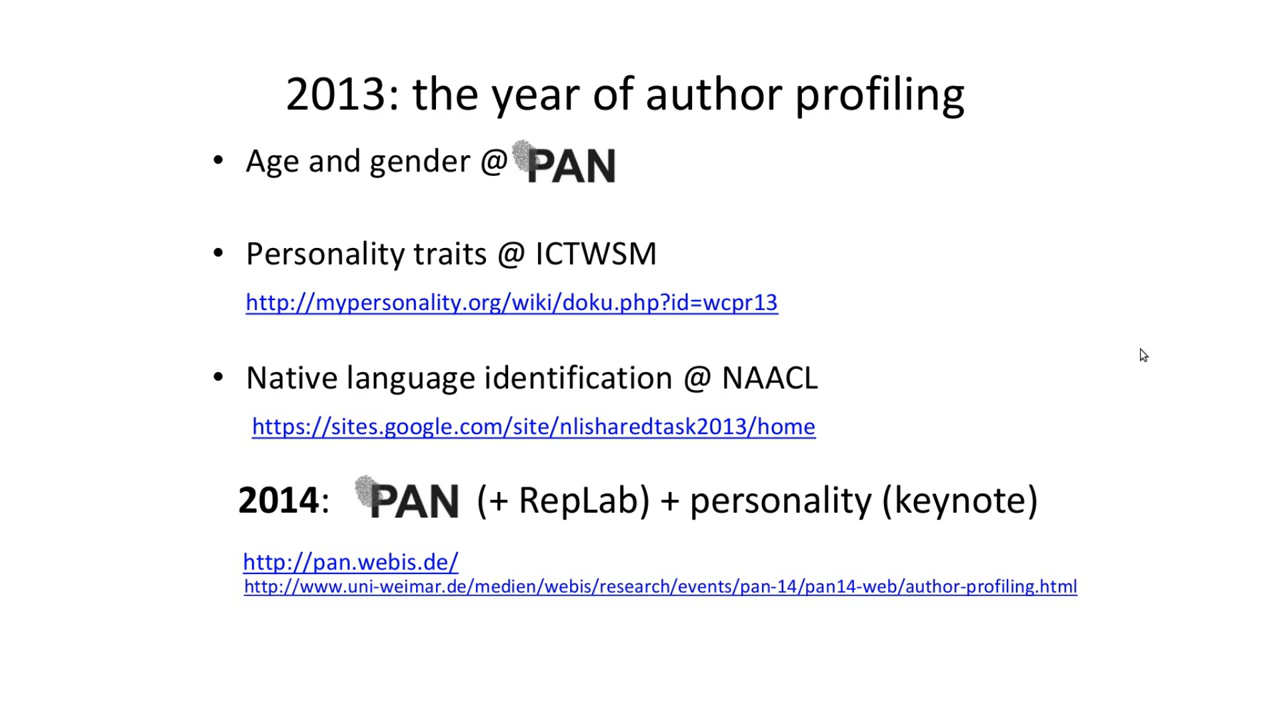 2013: the year of author profiling
• Age and gender @ PAN
• Personality traits @ ICTWSM
http://mypersonality.org/wiki/doku.php?id=wcpr13
• Native language identification @ NAACL
https://sites.google.com/site/nlisharedtask2013/home
2014: PAN (+ RepLab) + personality (keynote)
http://pan.webis.de/
http://www.uni-weimar.de/medien/webis/research/events/pan-14/pan14-web/author-profiling.html